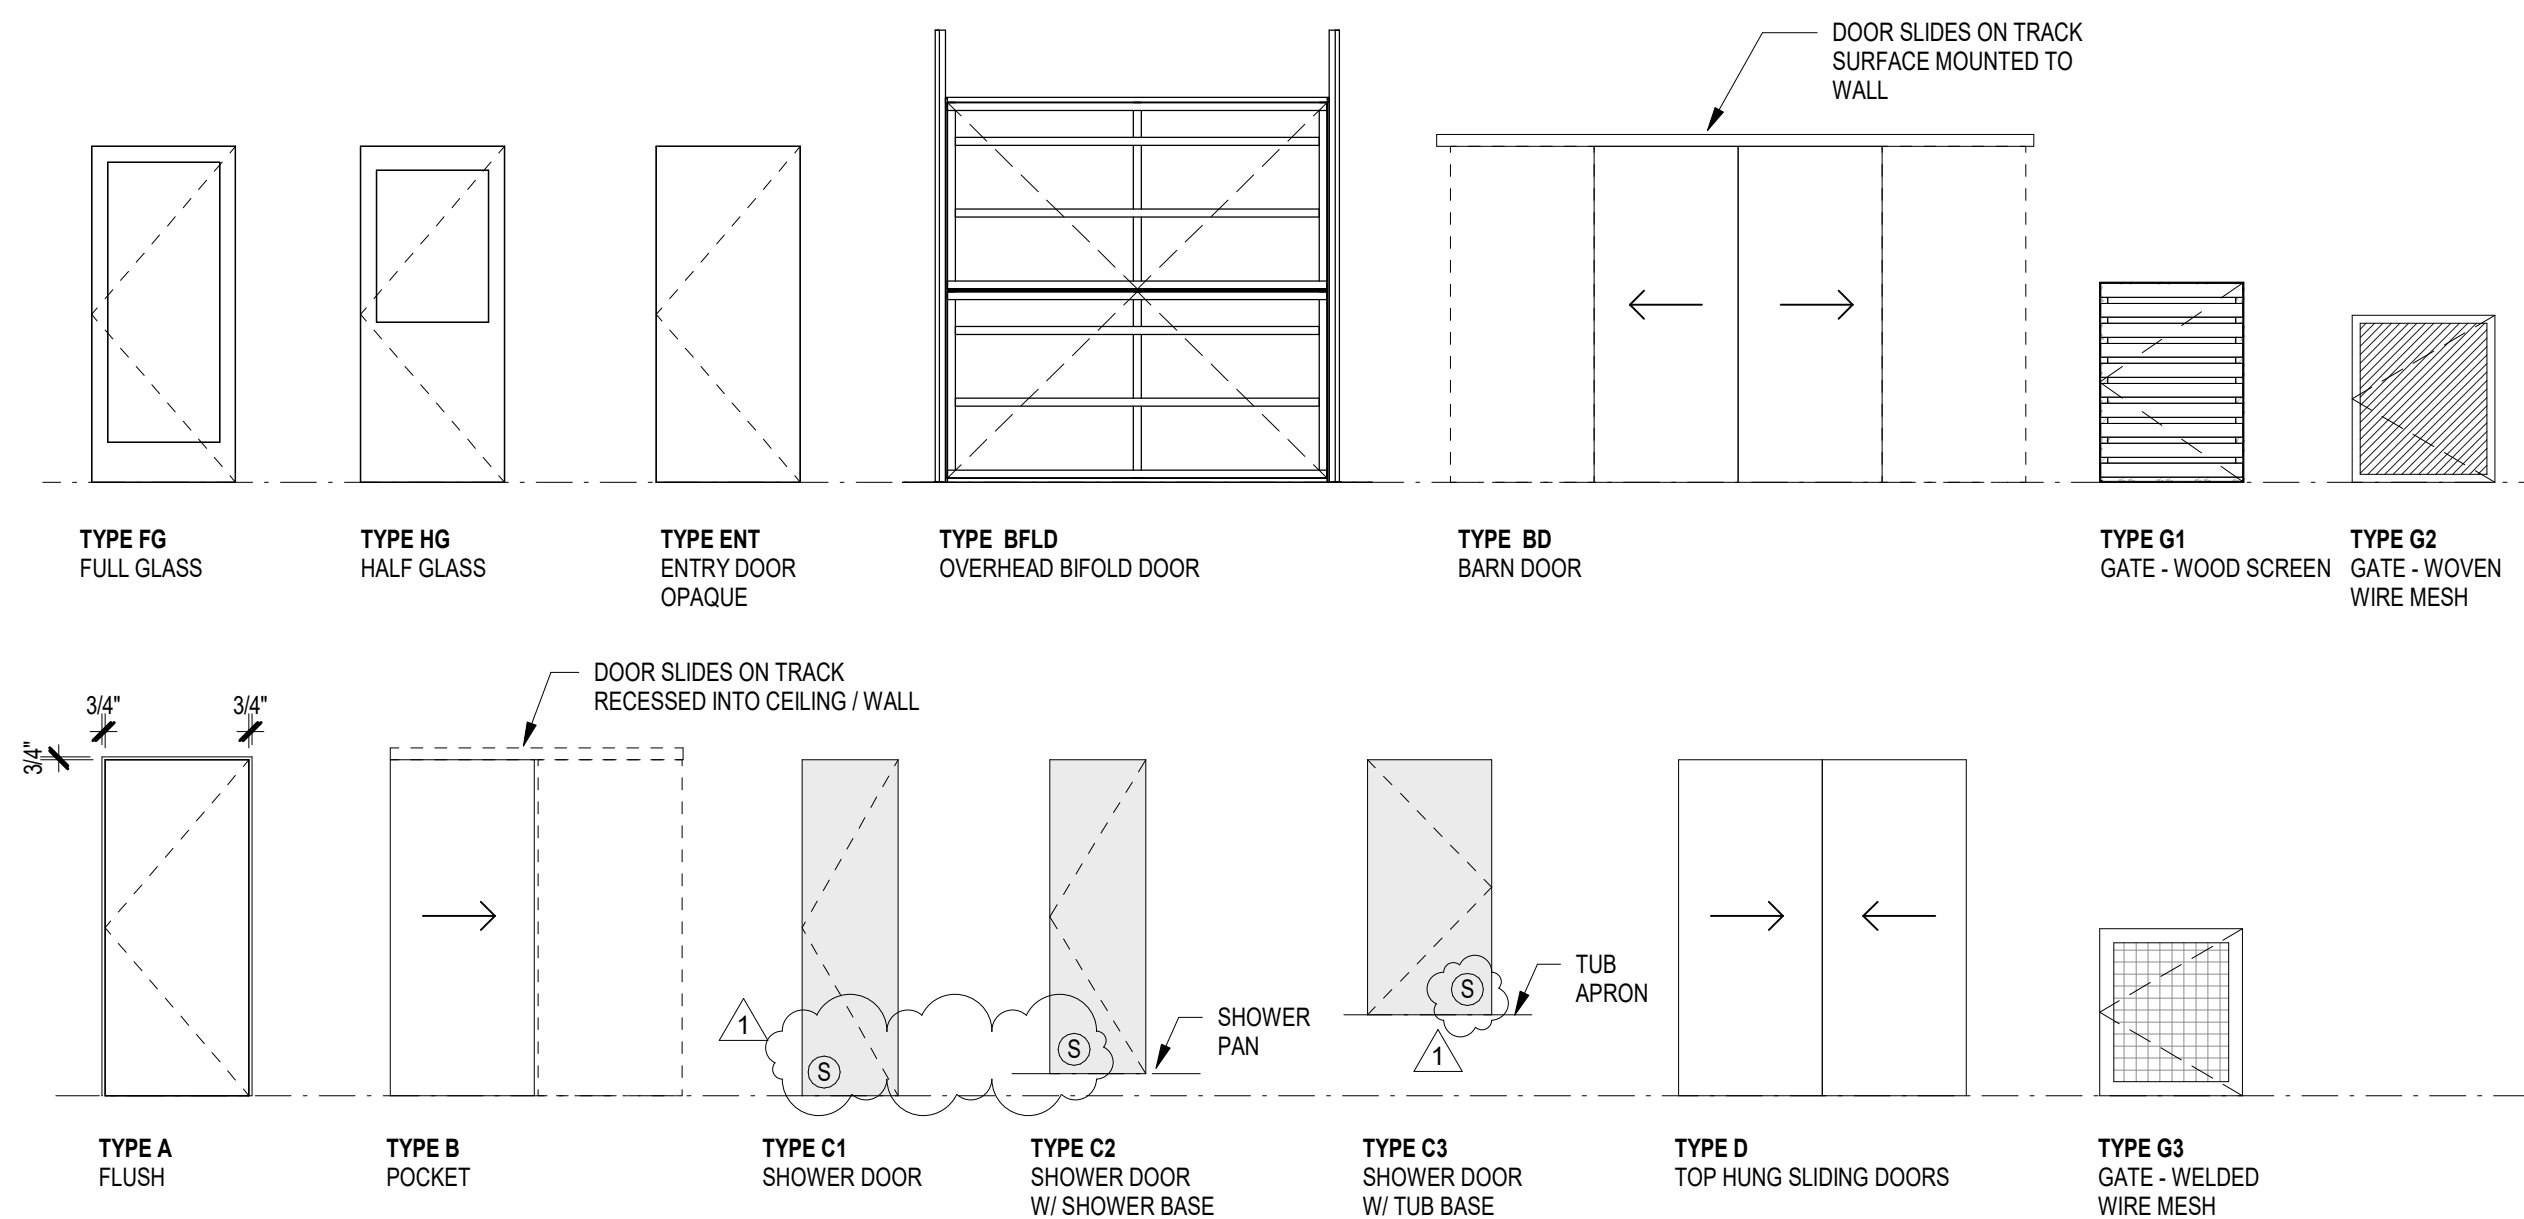 DOOR SLIDES ON TRACK
SURFACE MOUNTED TO
WALL
TYPE FG
FULL GLASS
TYPE HG
HALF GLASS
TYPE ENT
ENTRY DOOR
OPAQUE
TYPE BFLD
OVERHEAD BIFOLD DOOR
TYPE BD
BARN DOOR
TYPE G1
GATE - WOOD SCREEN
TYPE G2
GATE - WOVEN
WIRE MESH
3/4"
3/4"
3/4"
DOOR SLIDES ON TRACK
RECESSED INTO CEILING / WALL
1
S
S
SHOWER
PAN
S
1
TUB
APRON
TYPE A
FLUSH
TYPE B
POCKET
TYPE C1
SHOWER DOOR
TYPE C2
SHOWER DOOR
W/ SHOWER BASE
TYPE C3
SHOWER DOOR
W/ TUB BASE
TYPE D
TOP HUNG SLIDING DOORS
TYPE G3
GATE - WELDED
WIRE MESH